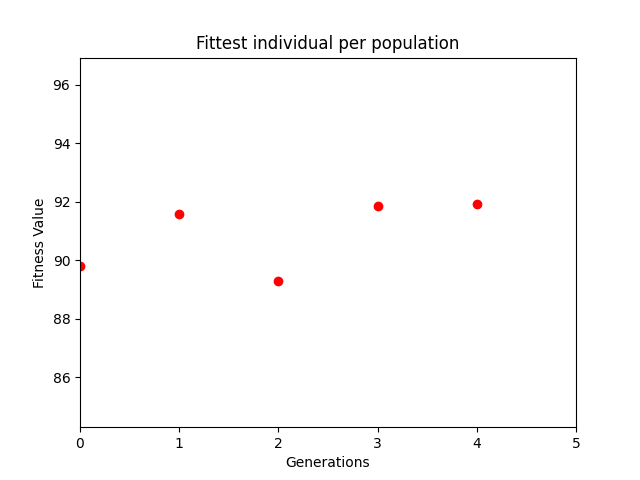 Fittest individual per population
96
94
92
90
88
86
Fitness Value
0 1 2 3 4 5
Generations